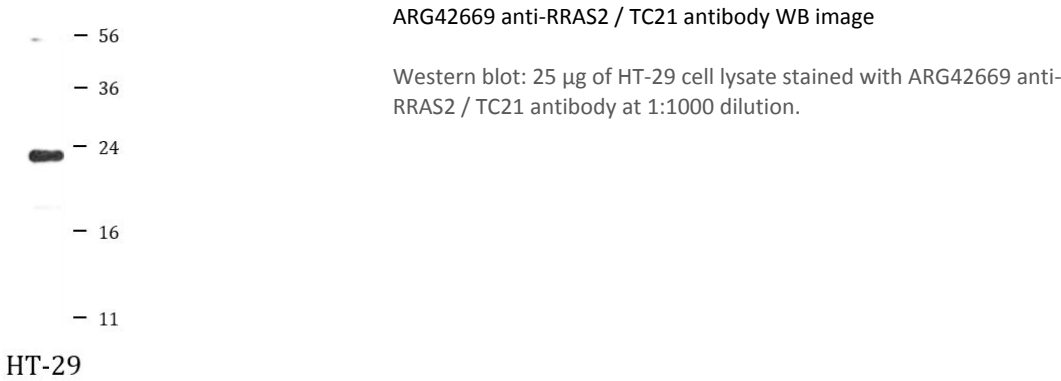 ARG42669 anti-RRAS2 / TC21 antibody WB image
Western blot: 25 µg of HT-29 cell lysate stained with ARG42669 anti-
RRAS2 / TC21 antibody at 1:1000 dilution.
56
36
24
16
11
HT-29